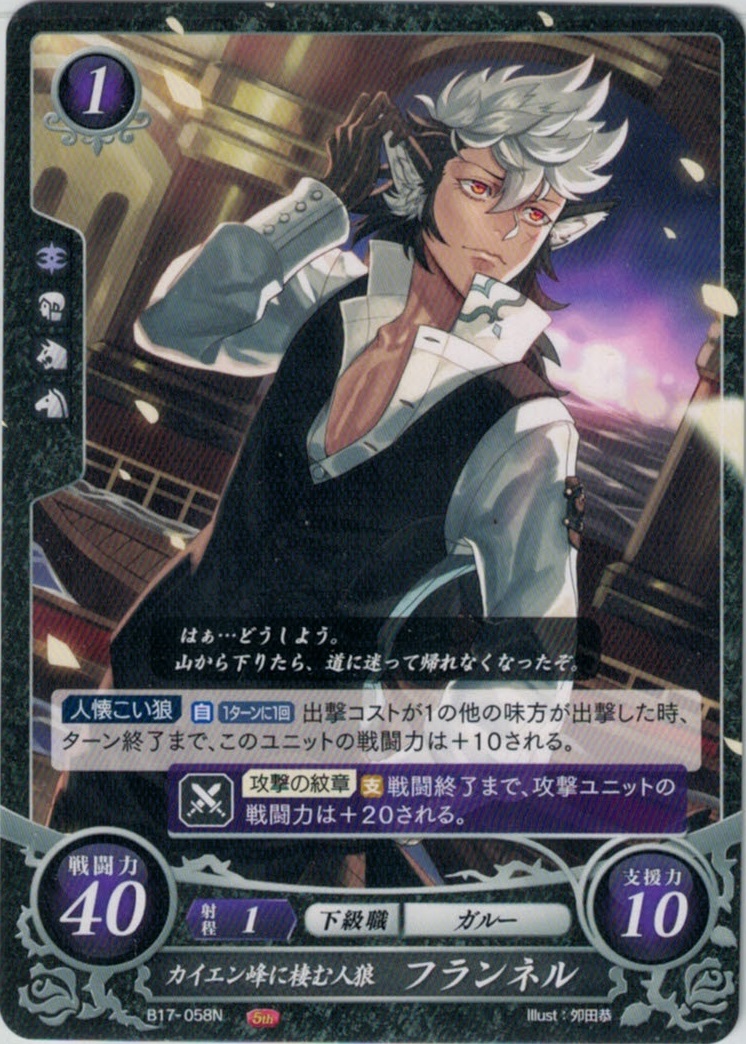 1
はぁ…どうしよう。
山から下りたら、道に迷って帰れなくなったぞ。
人懐こい狼 自 1ターンに1回 出撃コストが1の他の味方が出撃した時、
ターン終了まで、このユニットの戦闘力は+10される。
攻撃の紋章 支 戦闘終了まで、攻撃ユニットの
戦闘力は+20される。
戦闘力
40
射程 1 下級職 ガルー
支援力
10
カイエン峰に棲む人狼 フランネル
B17-058N 5th Illust:夘田恭